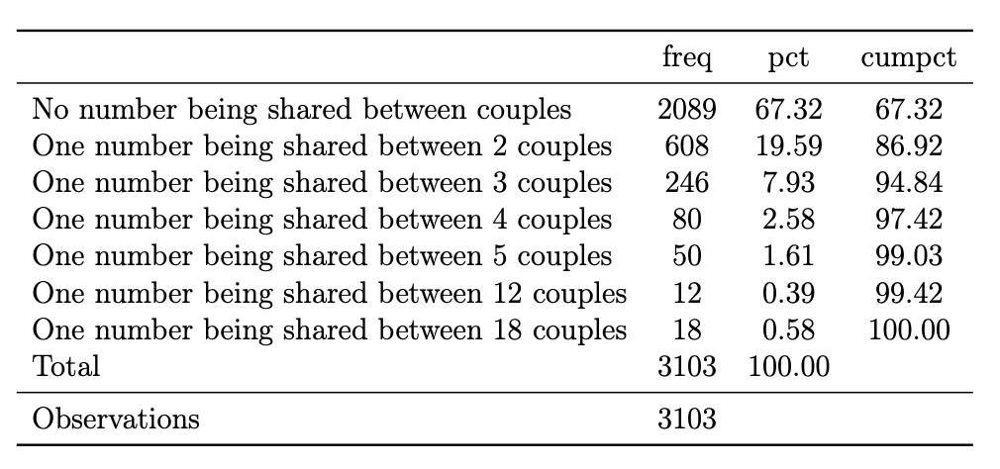 freq pct cumpct
No number being shared between couples 2089 67.32 67.32
One number being shared between 2 couples 608 19.59 86.92
One number being shared between 3 couples 246 7.93 94.84
One number being shared between 4 couples 80 2.58 97.42
One number being shared between 5 couples 50 1.61 99.03
One number being shared between 12 couples 12 0.39 99.42
One number being shared between 18 couples 18 0.58 100.00
Total 3103 100.00
Observations 3103